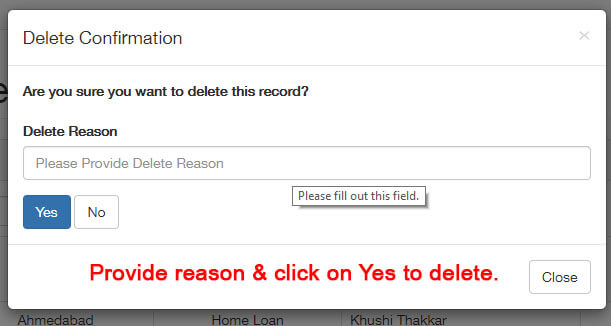 Delete Confirmation ×
Are you sure you want to delete this record?
Delete Reason
Please Provide Delete Reason
Please fill out this field.
Yes No
Provide reason & click on Yes to delete.
Close
Ahmedabad Home Loan Khushi Thakkar